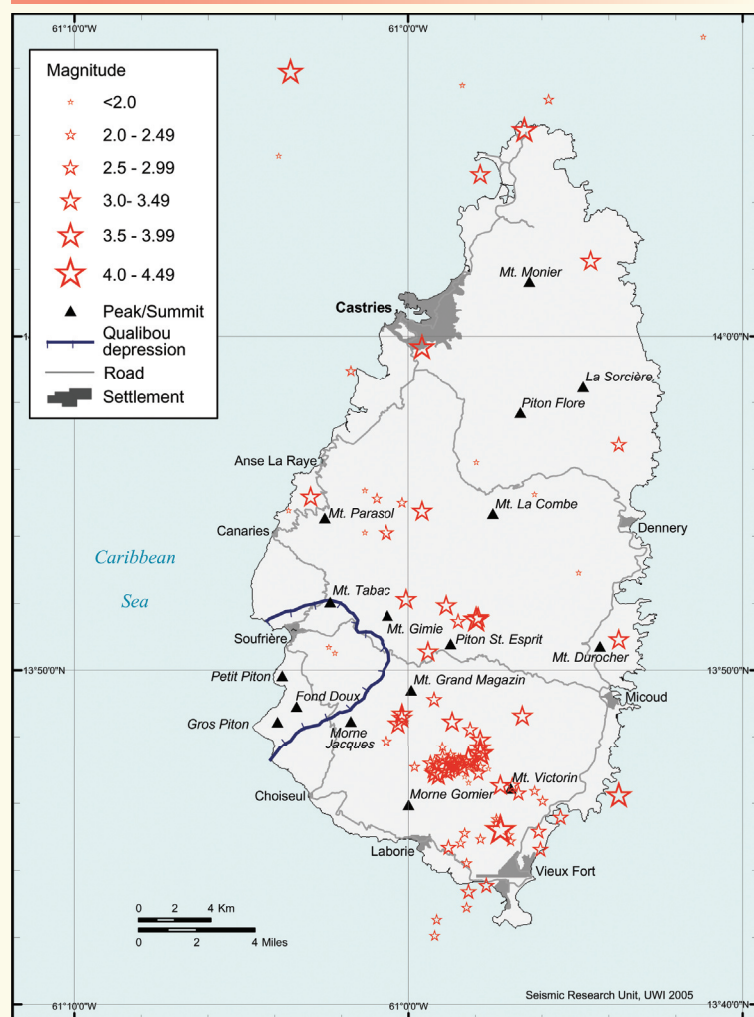 61°10'0"W
61°0'0"W
Magnitude
<2.0
2.0 - 2.49
2.5 - 2.99
3.0- 3.49
3.5 - 3.99
4.0 - 4.49
Peak/Summit
Qualibou
depression
Road
Settlement
Mt. Monier
Castries
14
14°0'0"N
La Sorcière
Piton Flore
Anse La Raye
Mt. Parasol
Mt. La Combe
Canaries
Dennery
Caribbean
Sea
Mt. Tabac
Mt. Gimie
Soufrière
Piton St. Esprit
Mt. Durocher
13°50'0"N
13°50'0"N
Petit Piton
Mt. Grand Magazin
Micoud
Fond Doux
Gros Piton
Morne
Jacques
Mt. Victorin
Choiseul
Morne Gomier
Laborie
Vieux Fort
0 2 4 Km
0 2 4 Miles
Seismic Research Unit, UWI 2005
61°10'0"W
61°0'0"W
13°40'0"N